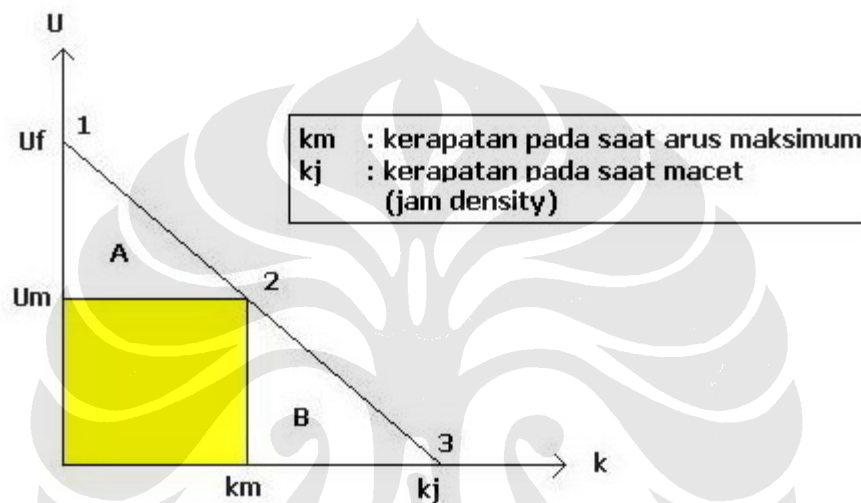 U
Uf
1
km : kerapatan pada saat arus maksimum
kj : kerapatan pada saat macet
(jam density)
A
Um
2
B
3
k
km
kj